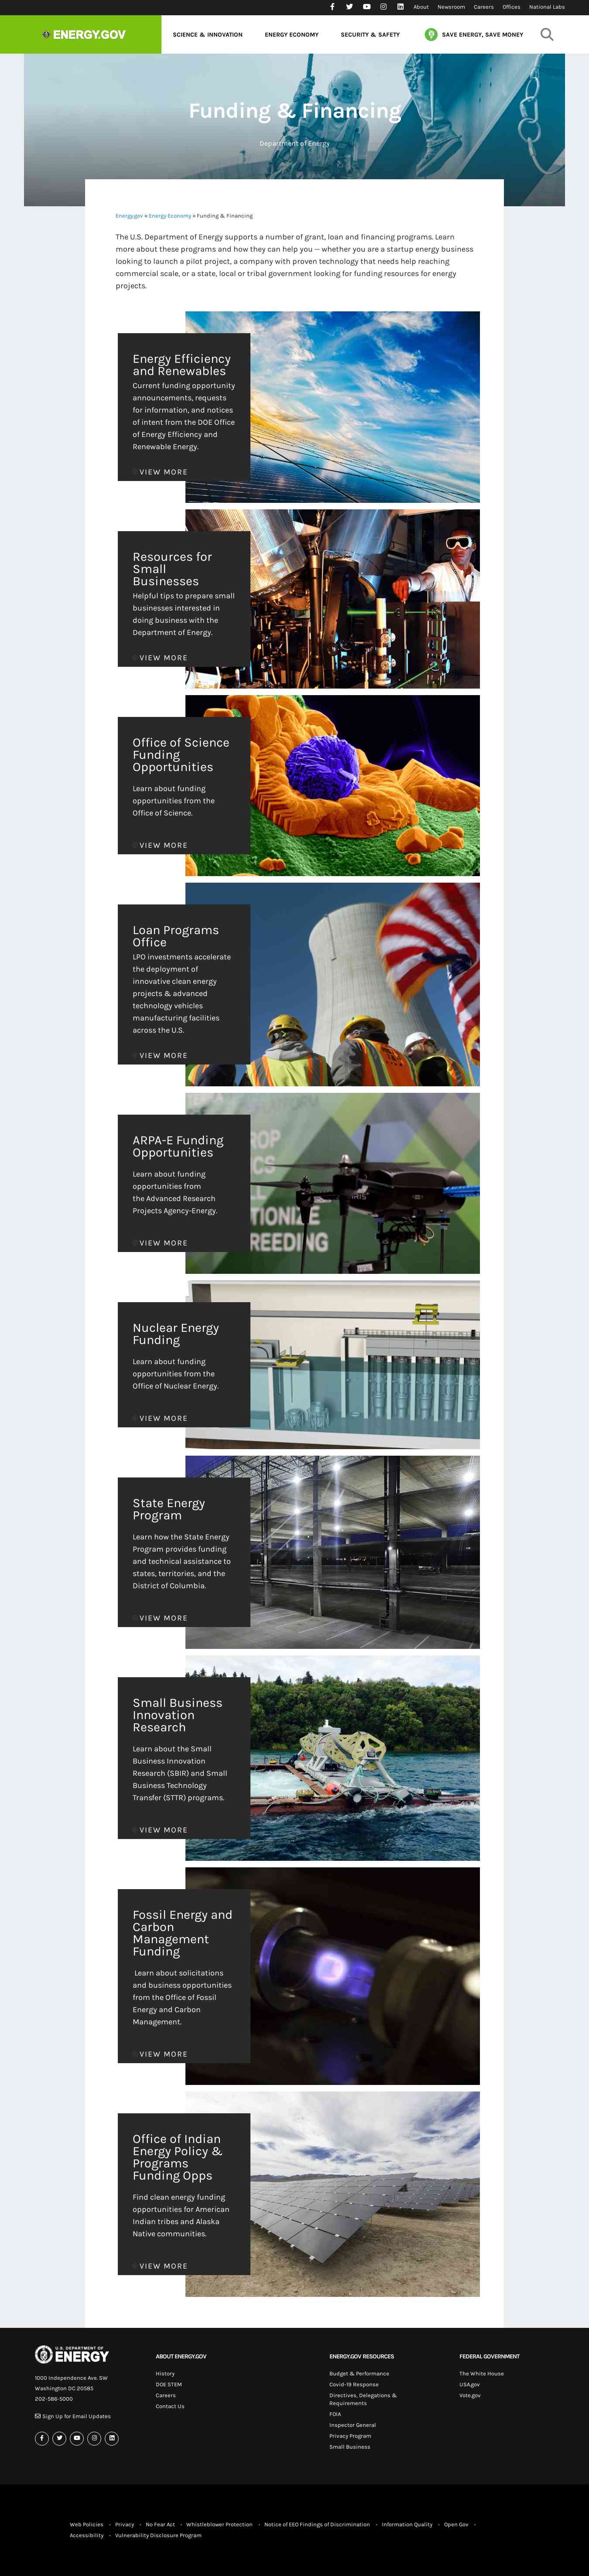 About Newsroom Careers Offices National Labs
ENERGY.GOV SCIENCE & INNOVATION ENERGY ECONOMY SECURITY & SAFETY SAVE ENERGY, SAVE MONEY
Funding & Financing
Department of Energy
Energy.gov » Energy Economy » Funding & Financing
The U.S. Department of Energy supports a number of grant, loan and financing programs. Learn
more about these programs and how they can help you — whether you are a startup energy business
looking to launch a pilot project, a company with proven technology that needs help reaching
commercial scale, or a state, local or tribal government looking for funding resources for energy
projects.
Energy Efficiency
and Renewables
Current funding opportunity
announcements, requests
for information, and notices
of intent from the DOE Office
of Energy Efficiency and
Renewable Energy.
VIEW MORE
Resources for
Small
Businesses
Helpful tips to prepare small
businesses interested in
doing business with the
Department of Energy.
VIEW MORE
Office of Science
Funding
Opportunities
Learn about funding
opportunities from the
Office of Science.
VIEW MORE
Loan Programs
Office
LPO investments accelerate
the deployment of
innovative clean energy
projects & advanced
technology vehicles
manufacturing facilities
across the U.S.
VIEW MORE
ARPA-E Funding
Opportunities
Learn about funding
opportunities from
the Advanced Research
Projects Agency-Energy.
VIEW MORE
IRIS
REEDING
Nuclear Energy
Funding
Learn about funding
opportunities from the
Office of Nuclear Energy.
VIEW MORE
State Energy
Program
Learn how the State Energy
Program provides funding
and technical assistance to
states, territories, and the
District of Columbia.
VIEW MORE
Small Business
Innovation
Research
Learn about the Small
Business Innovation
Research (SBIR) and Small
Business Technology
Transfer (STTR) programs.
VIEW MORE
Fossil Energy and
Carbon
Management
Funding
Learn about solicitations
and business opportunities
from the Office of Fossil
Energy and Carbon
Management.
VIEW MORE
Office of Indian
Energy Policy &
Programs
Funding Opps
Find clean energy funding
opportunities for American
Indian tribes and Alaska
Native communities.
VIEW MORE
U.S. DEPARTMENT OF
ENERGY
1000 Independence Ave. SW
Washington DC 20585
202-586-5000
Sign Up for Email Updates
ABOUT ENERGY.GOV
History
DOE STEM
Careers
Contact Us
ENERGY.GOV RESOURCES
Budget & Performance
Covid-19 Response
Directives, Delegations &
Requirements
FOIA
Inspector General
Privacy Program
Small Business
FEDERAL GOVERNMENT
The White House
USA.gov
Vote.gov
Web Policies • Privacy • No Fear Act • Whistleblower Protection • Notice of EEO Findings of Discrimination • Information Quality • Open Gov •
Accessibility • Vulnerability Disclosure Program